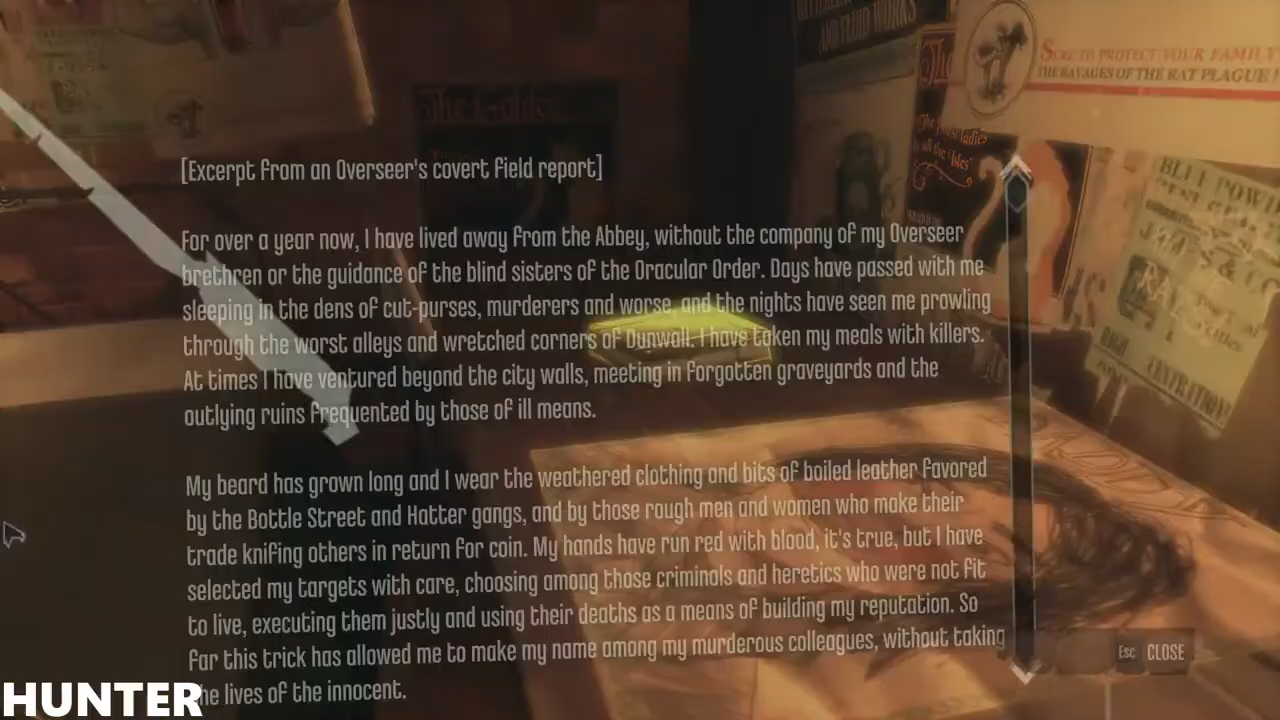 AND FLUID WORKS
SURE TO PROTECT YOUR FAMILY
THE RAVAGES OF THE RAT PLAGUE
The Golden
[Excerpt from an Overseer's covert field report]
For over a year now, I have lived away from the Abbey, without the company of my Overseer
brethren or the guidance of the blind sisters of the Oracular Order. Days have passed with me
sleeping in the dens of cut-purses, murderers and worse, and the nights have seen me prowling
through the worst alleys and wretched corners of Dunwall. I have taken my meals with killers.
At times I have ventured beyond the city walls, meeting in forgotten graveyards and the
outlying ruins frequented by those of ill means.
My beard has grown long and I wear the weathered clothing and bits of boiled leather favored
by the Bottle Street and Hatter gangs, and by those rough men and women who make their
trade knifing others in return for coin. My hands have run red with blood, it's true, but I have
selected my targets with care, choosing among those criminals and heretics who were not fit
to live, executing them justly and using their deaths as a means of building my reputation. So
far this trick has allowed me to make my name among my murderous colleagues, without taking
the lives of the innocent.
Esc CLOSE
HUNTER